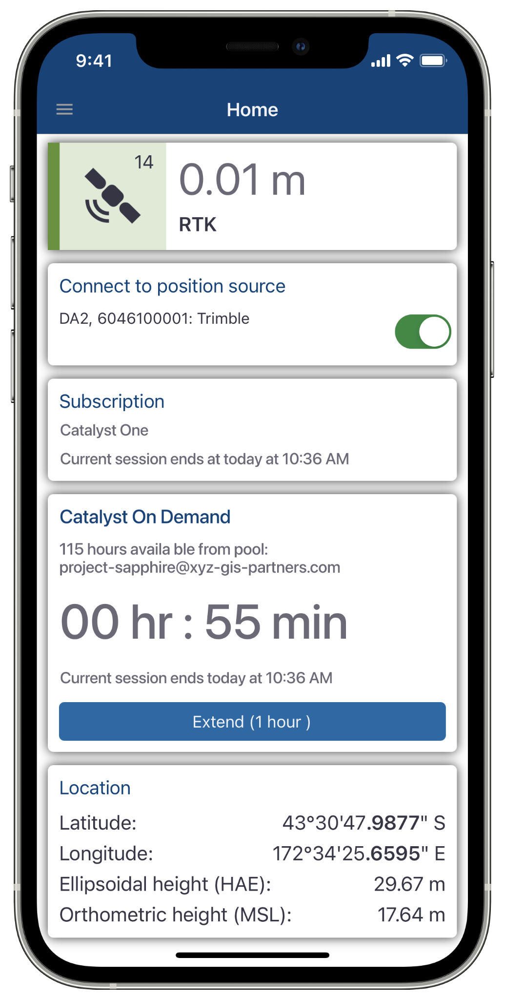 9:41
Home
14
0.01 m
RTK
Connect to position source
DA2, 6046100001: Trimble
Subscription
Catalyst One
Current session ends at today at 10:36 AM
Catalyst On Demand
115 hours availa ble from pool:
project-sapphire@xyz-gis-partners.com
00 hr : 55 min
Current session ends today at 10:36 AM
Extend (1 hour )
Location
Latitude: 43°30'47.9877" S
Longitude: 172°34'25.6595" E
Ellipsoidal height (HAE): 29.67 m
Orthometric height (MSL): 17.64 m